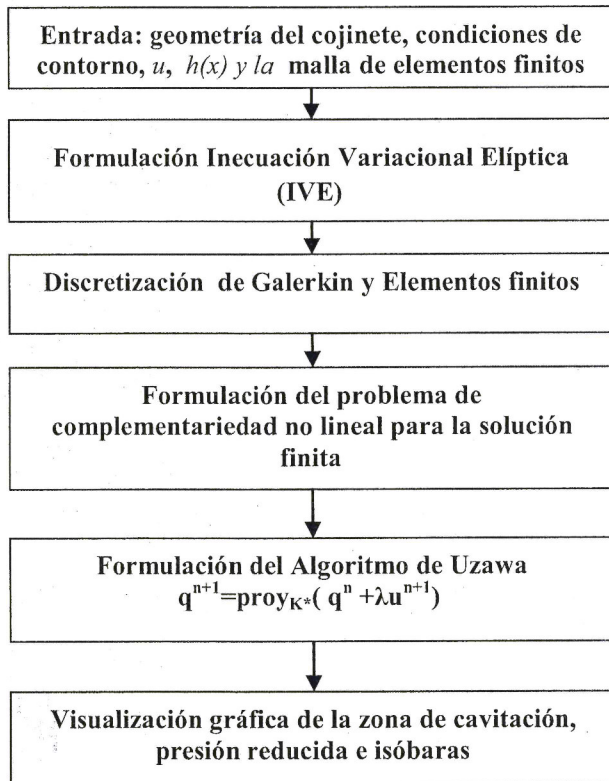 Entrada: geometría del cojinete, condiciones de
contorno, u, h(x) y la malla de elementos finitos
Formulación Inecuación Variacional Elíptica
(IVE)
Discretización de Galerkin y Elementos finitos
Formulación del problema de
complementariedad no lineal para la solución
finita
Formulación del Algoritmo de Uzawa
qⁿ⁺¹=proy_K*( qⁿ +λuⁿ⁺¹)
Visualización gráfica de la zona de cavitación,
presión reducida e isóbaras